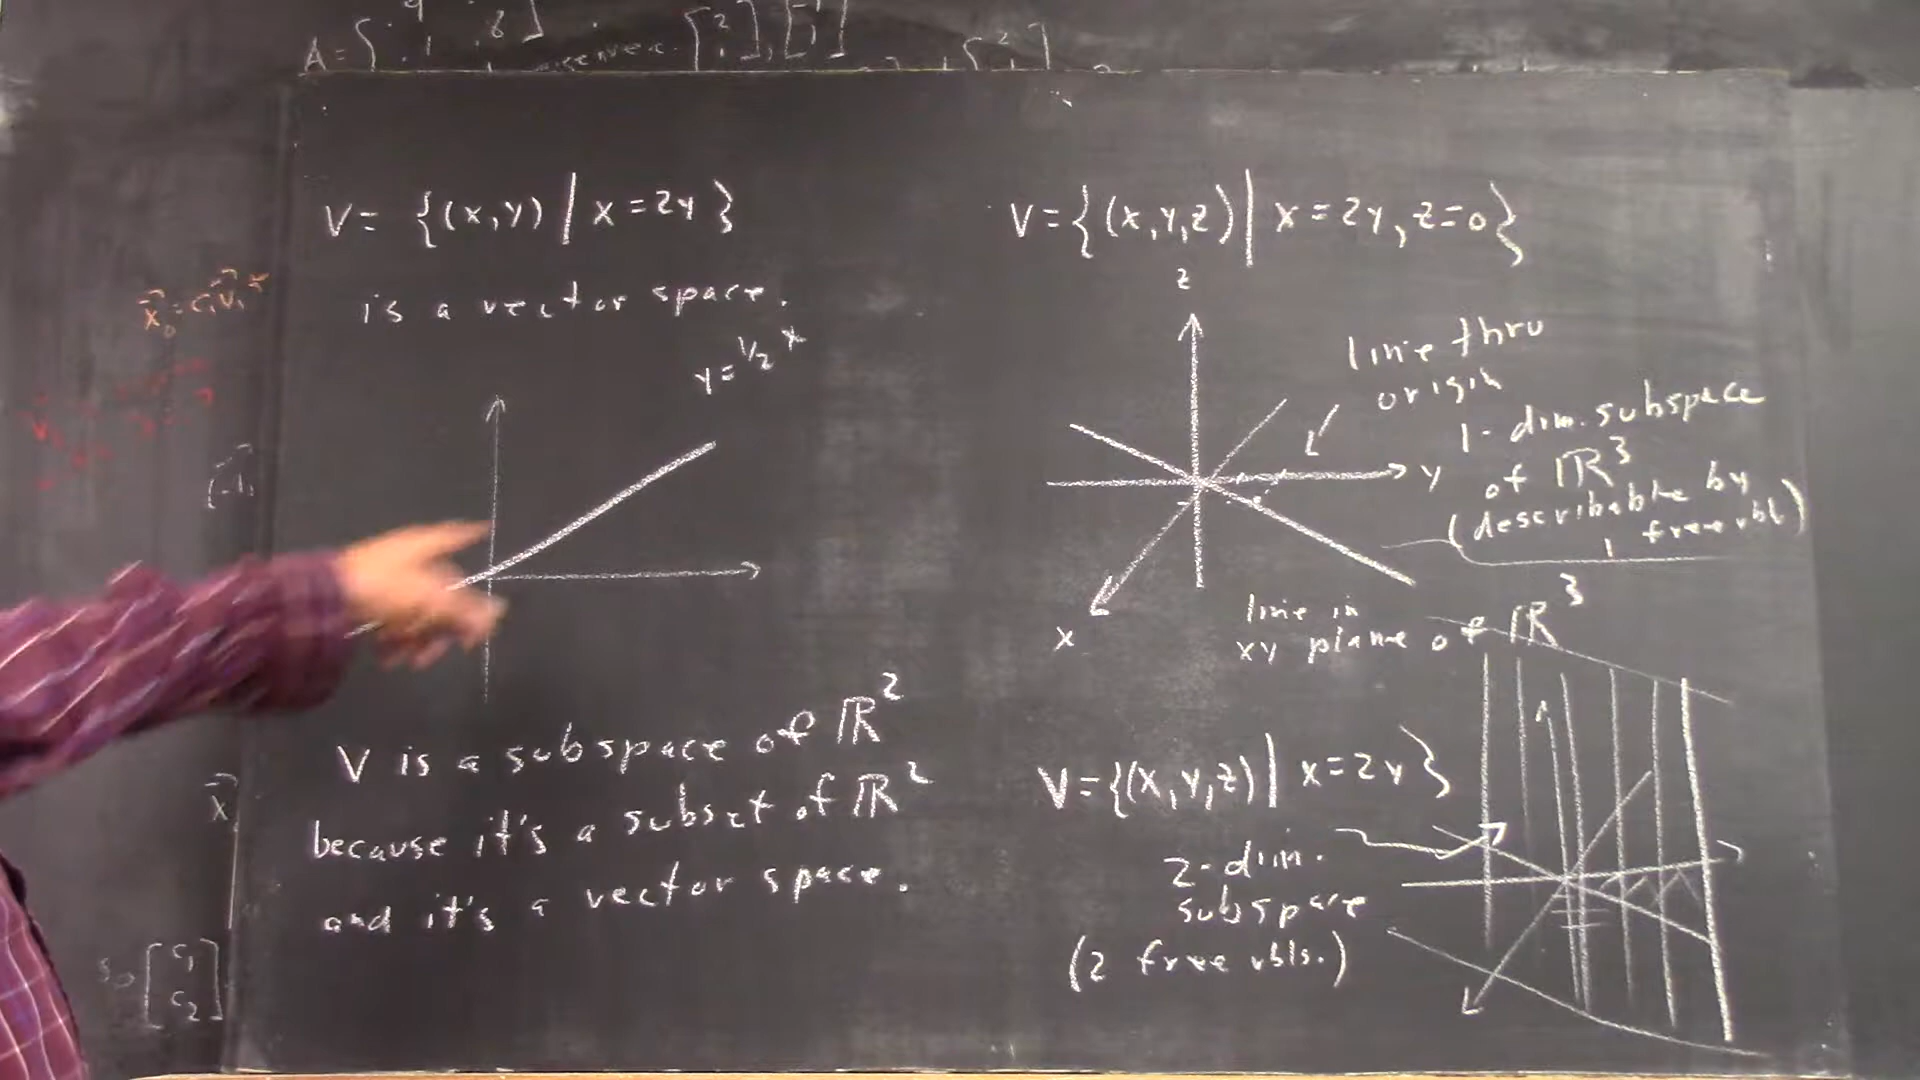 A =
V = {(x,y) | x = 2y}
is a vector space.
y = 1/2 x
V is a subspace of ℝ²
because it's a subset of ℝ²
and it's a vector space.
V = {(x,y,z) | x = 2y, z = 0}
z
line thru
origin
1-dim. subspace
of ℝ³
(describable by
1 free vbl)
y
x
line in
xy plane of ℝ³
V = {(x,y,z) | x = 2y}
2-dim.
subspace
(2 free vbls.)
x⃗
[c₁
c₂]